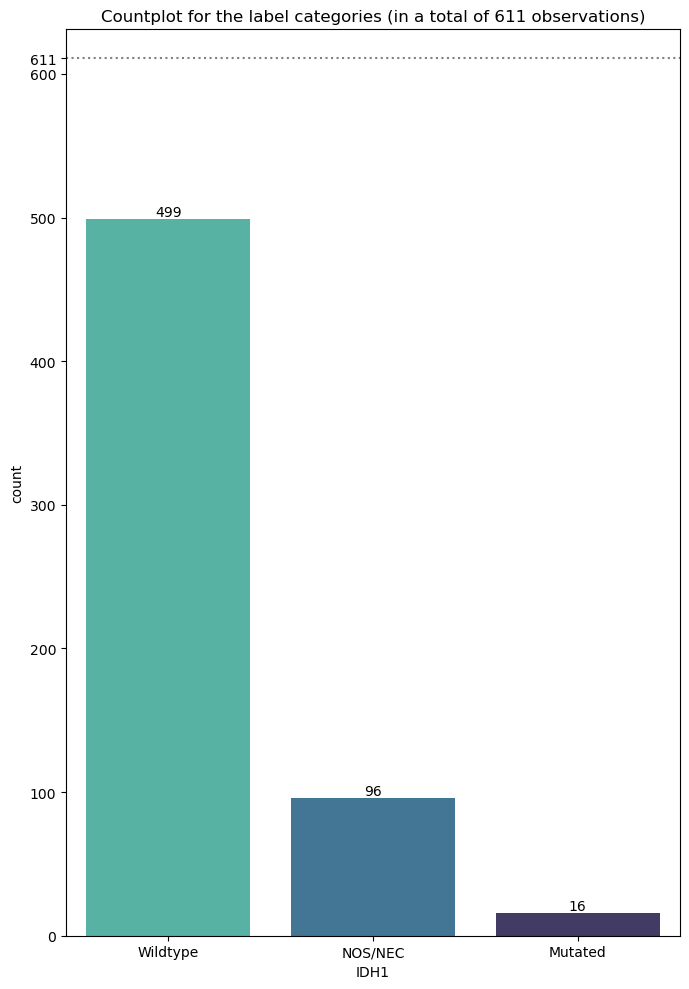 Countplot for the label categories (in a total of 611 observations)
611
600
500
400
300
200
100
0
count
499
96
16
Wildtype
NOS/NEC
Mutated
IDH1